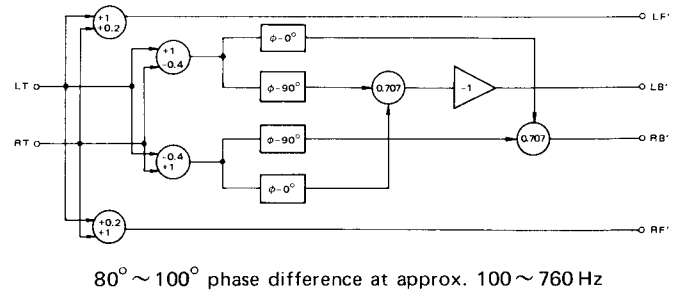 +1 LF'
+0.2
+1 φ-0°
-0.4
LT φ-90° 0.707 -1 LB'
RT φ-90° 0.707 RB'
-0.4
+1
φ-0°
+0.2 RF'
+1
80° ~ 100° phase difference at approx. 100 ~ 760 Hz